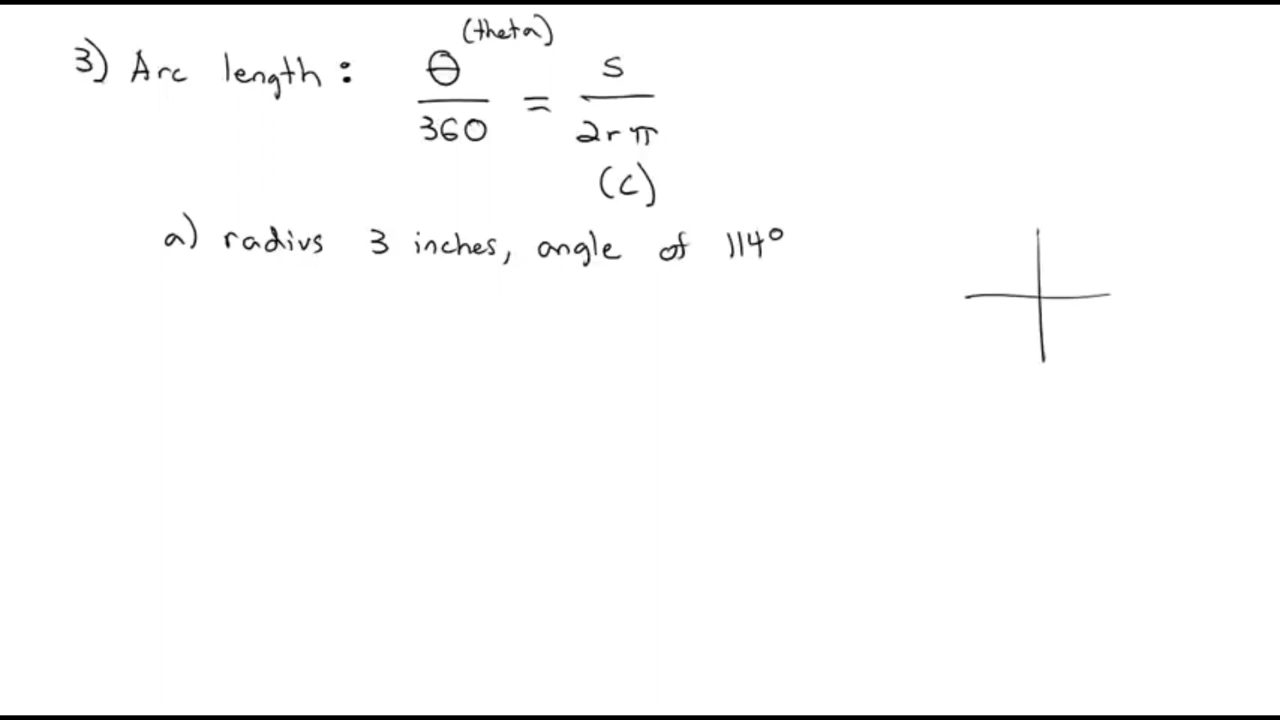 3) Arc length: θ (theta) / 360 = s / 2rπ
(c)
a) radius 3 inches, angle of 114°